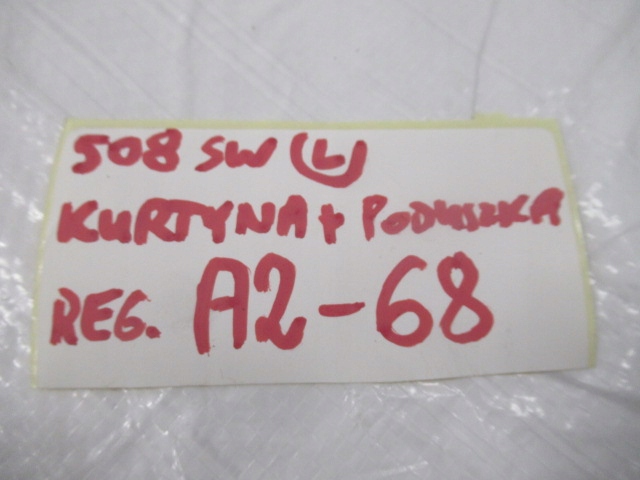 508 SW (L)
KURTYNA + PODUSZKA
REG. A2-68